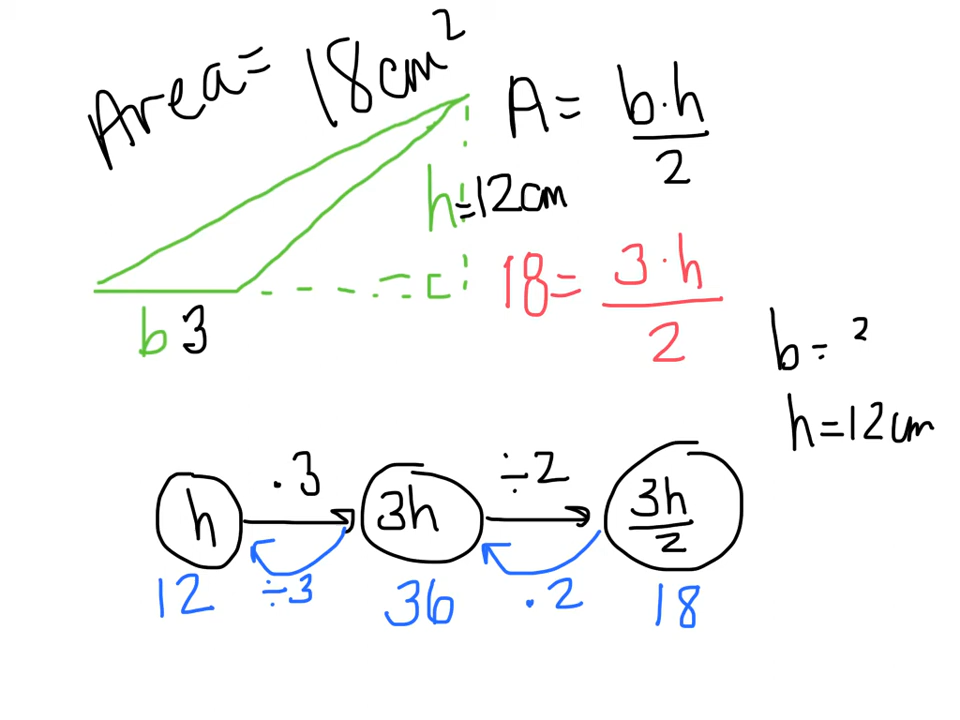 Area = 18cm²
A = b·h/2
h=12cm
18 = 3·h/2
b 3
b = ²
h=12cm
·3
÷2
h
3h
3h/2
÷3
·2
12
36
18